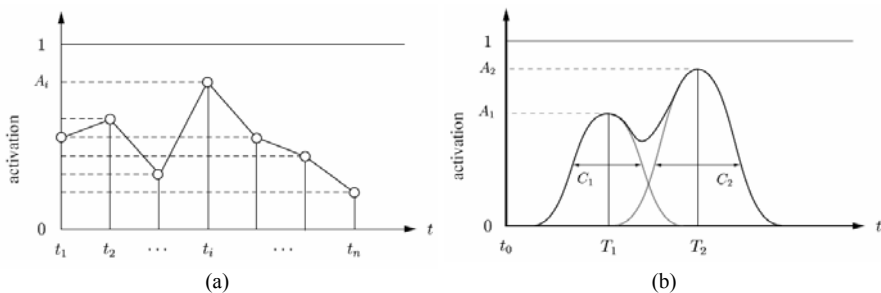 1
A_i
activation
0
t_1 t_2 ... t_i ... t_n
t
(a)
1
A_2
A_1
activation
C_1 C_2
0
t_0 T_1 T_2
t
(b)